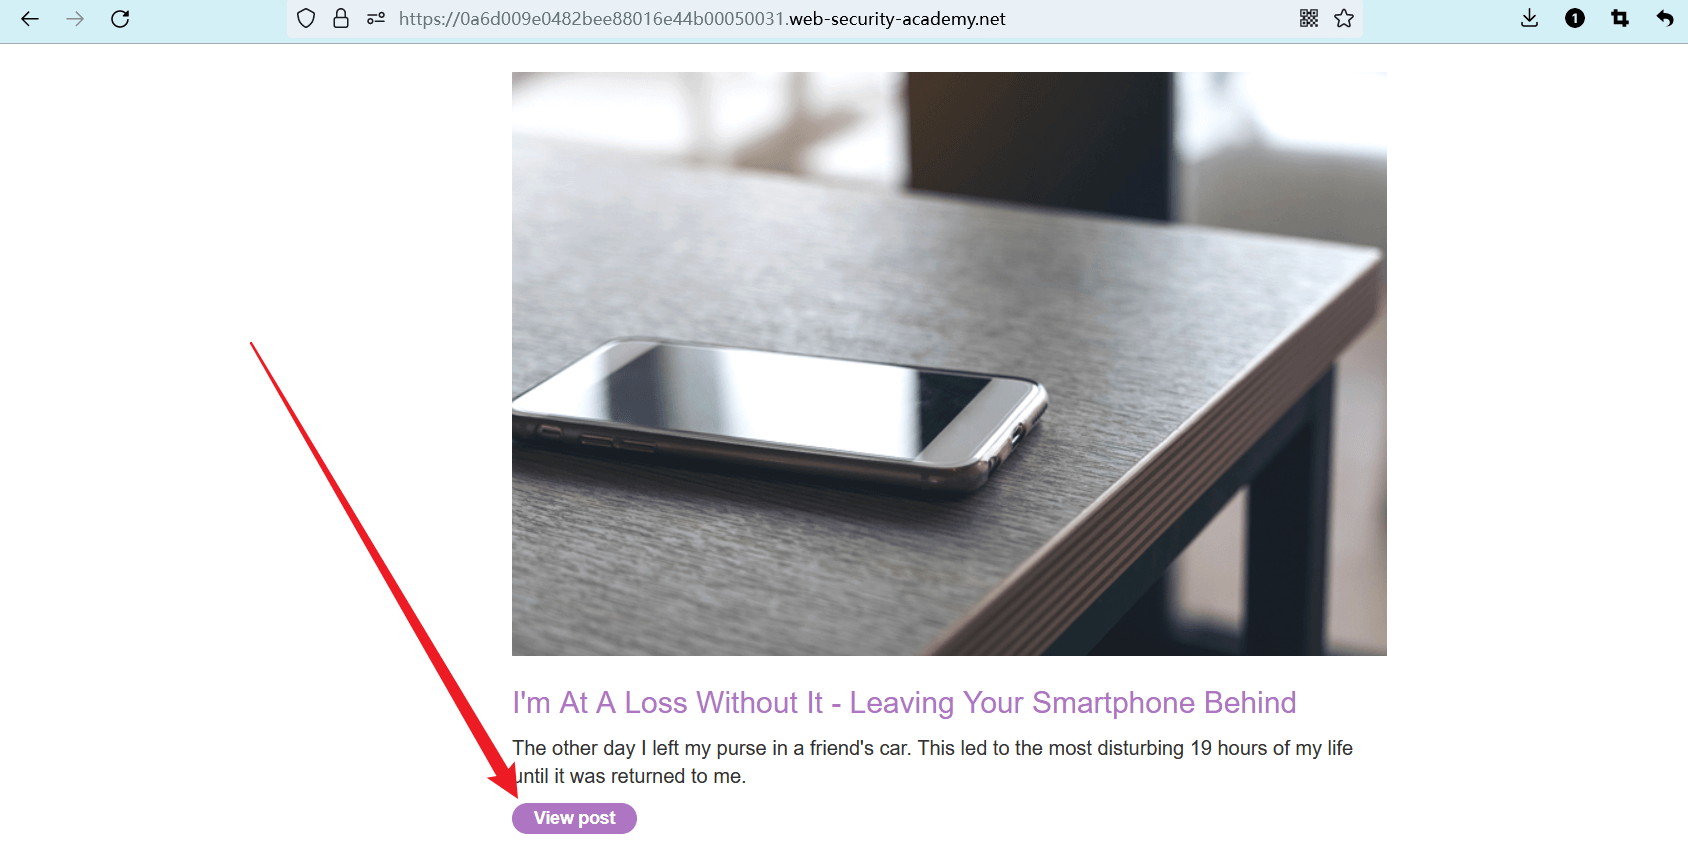 https://0a6d009e0482bee88016e44b00050031.web-security-academy.net
1
I'm At A Loss Without It - Leaving Your Smartphone Behind
The other day I left my purse in a friend's car. This led to the most disturbing 19 hours of my life
until it was returned to me.
View post